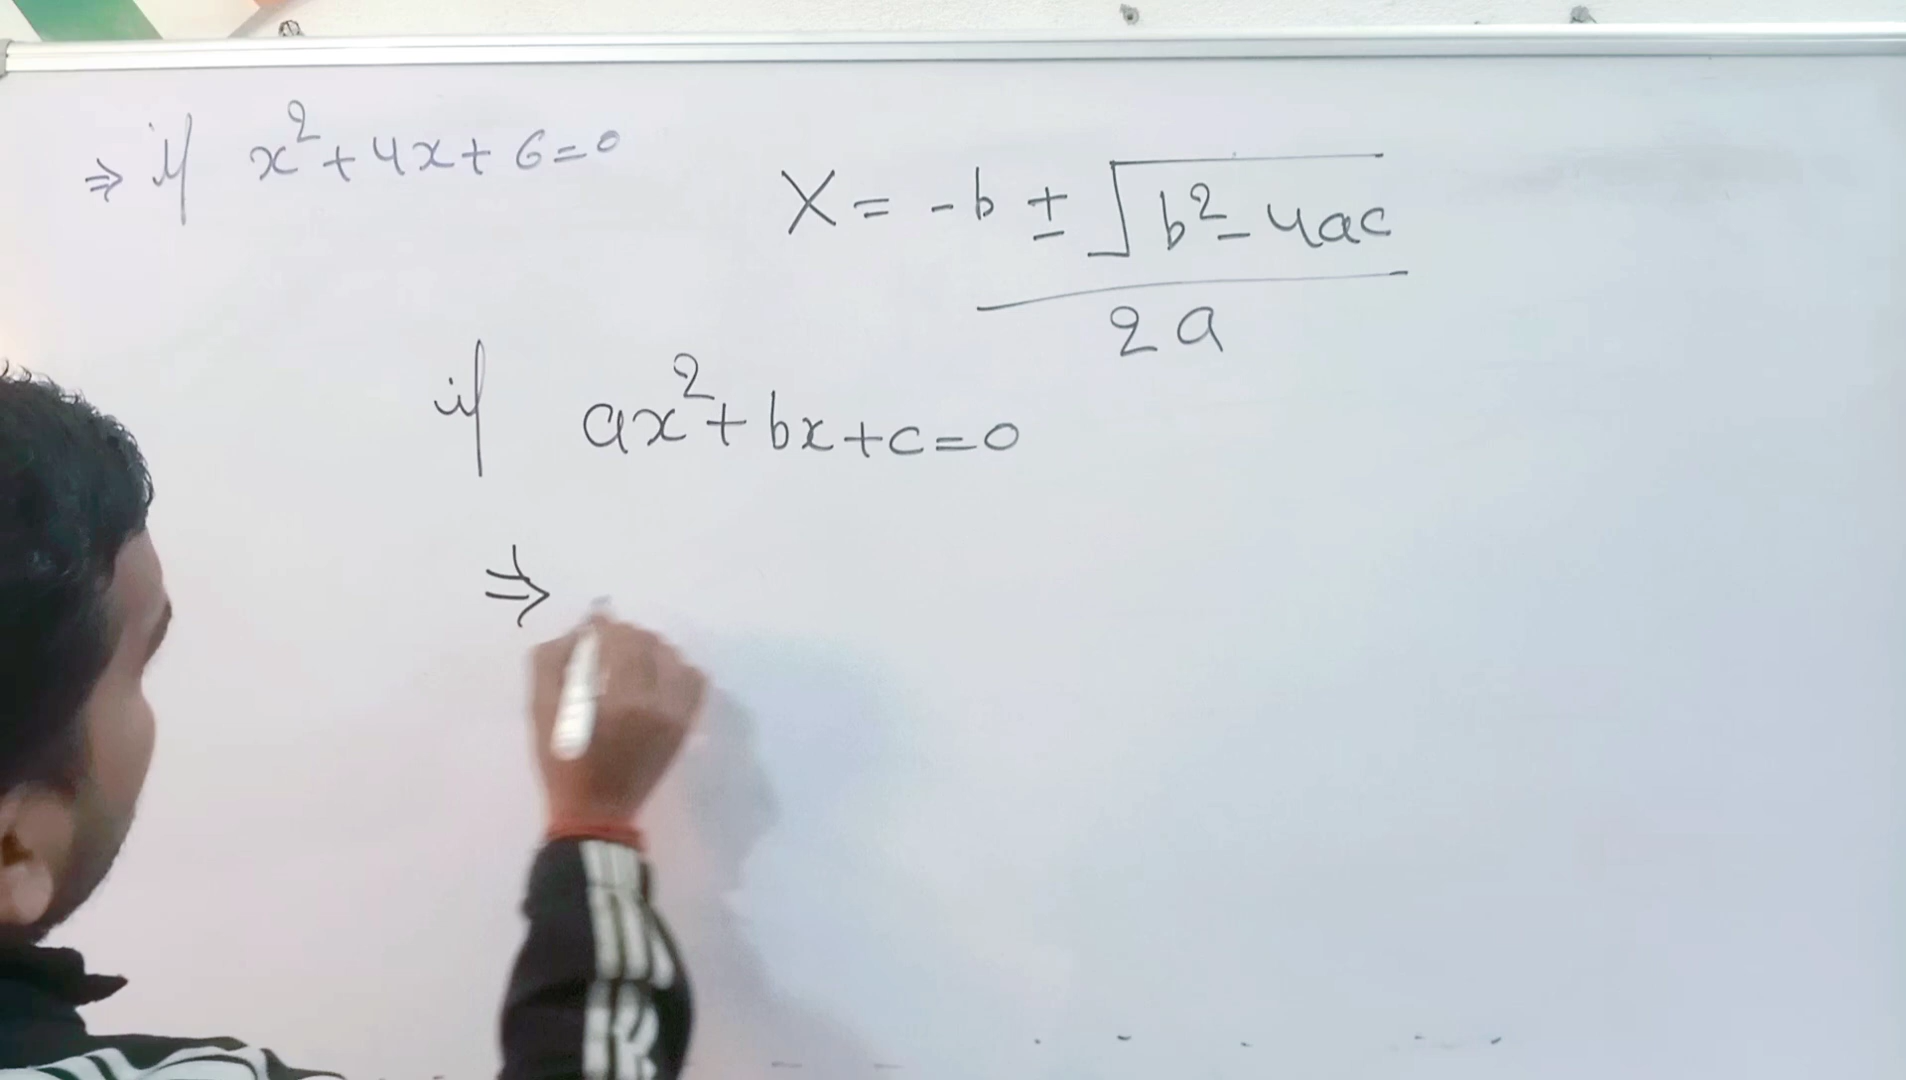 ⇒ if x²+4x+6=0
X = -b ± √b²-4ac
2a
if ax²+bx+c=0
⇒